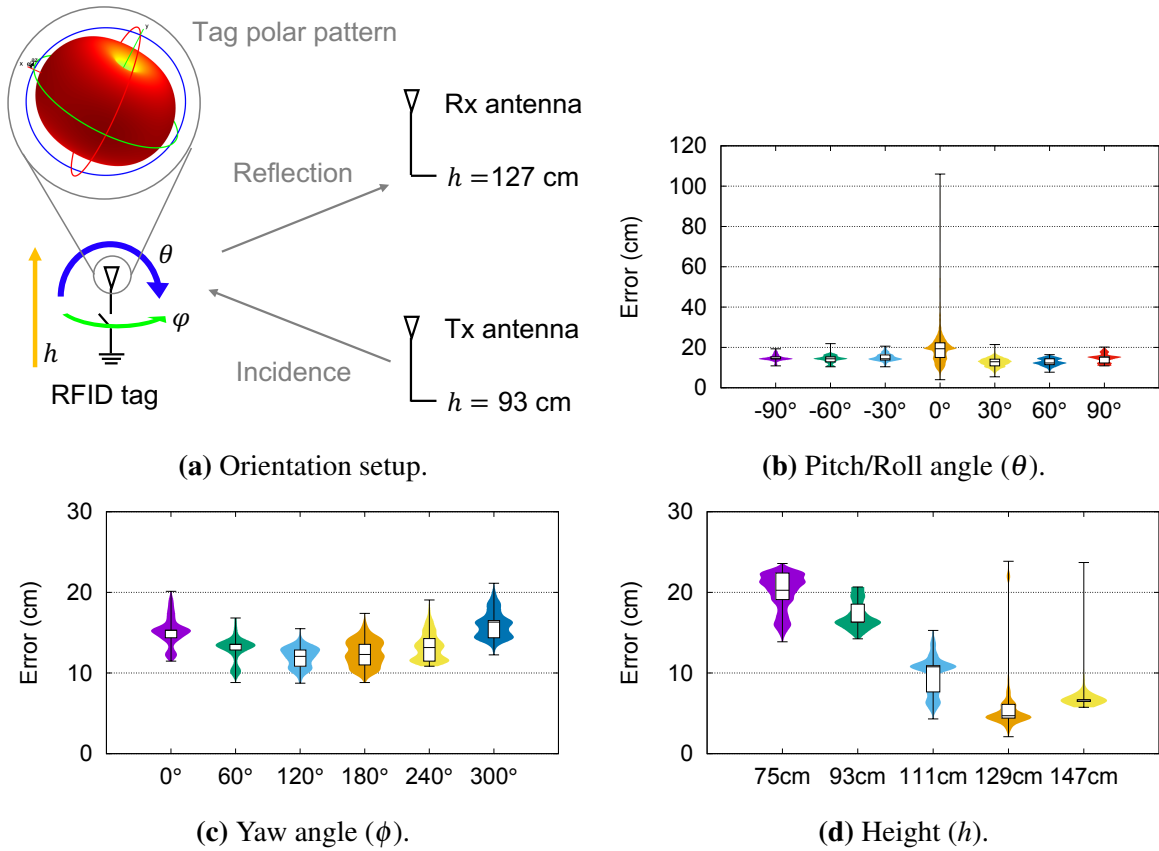 Tag polar pattern
y
x
Rx antenna
h = 127 cm
Reflection
θ
φ
h
RFID tag
Incidence
Tx antenna
h = 93 cm
(a) Orientation setup.
Error (cm)
120
100
80
60
40
20
0
-90° -60° -30° 0° 30° 60° 90°
(b) Pitch/Roll angle (θ).
Error (cm)
30
20
10
0
0° 60° 120° 180° 240° 300°
(c) Yaw angle (ϕ).
Error (cm)
30
20
10
0
75cm 93cm 111cm 129cm 147cm
(d) Height (h).